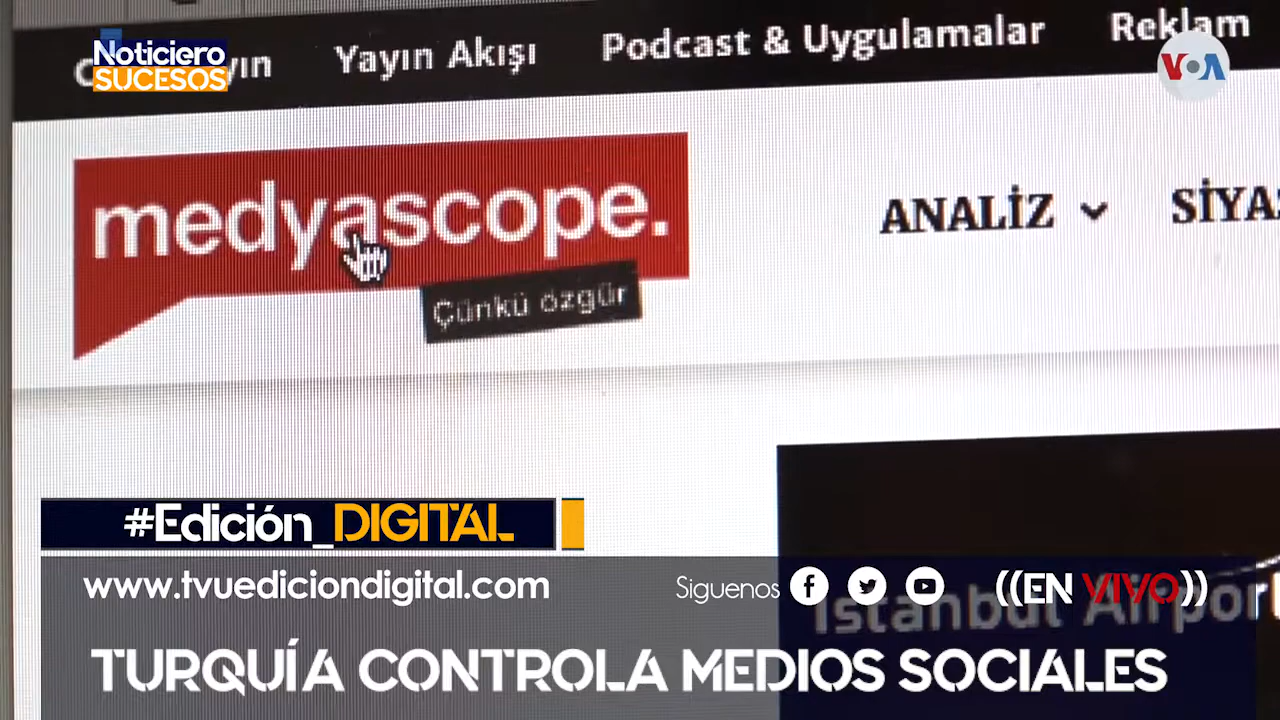 Noticiero
SUCESOS
Yayın Akışı
Podcast & Uygulamalar
Reklam
VOA
medyascope.
Çünkü özgür
ANALİZ
#Edición_DIGITAL
www.tvuediciondigital.com
Siguenos
((EN VIVO))
Istanbul Airport
TURQUÍA CONTROLA MEDIOS SOCIALES